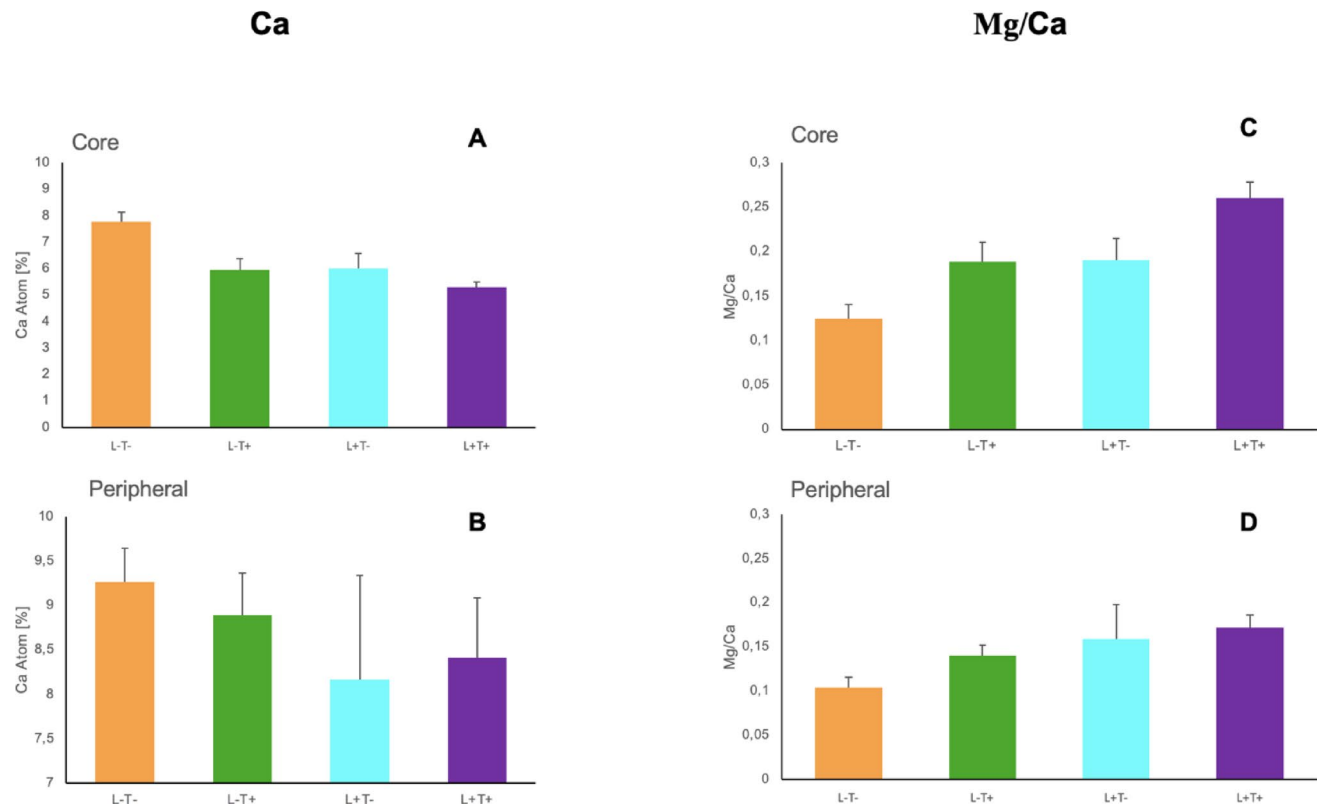 Ca
Mg/Ca
Core
A
10
9
8
7
6
5
4
3
2
1
0
Ca Atom [%]
L-T-
L-T+
L+T-
L+T+
Peripheral
B
10
9,5
9
8,5
8
7,5
7
Ca Atom [%]
L-T-
L-T+
L+T-
L+T+
Core
C
0,3
0,25
0,2
0,15
0,1
0,05
0
Mg/Ca
L-T-
L-T+
L+T-
L+T+
Peripheral
D
0,3
0,25
0,2
0,15
0,1
0,05
0
Mg/Ca
L-T-
L-T+
L+T-
L+T+